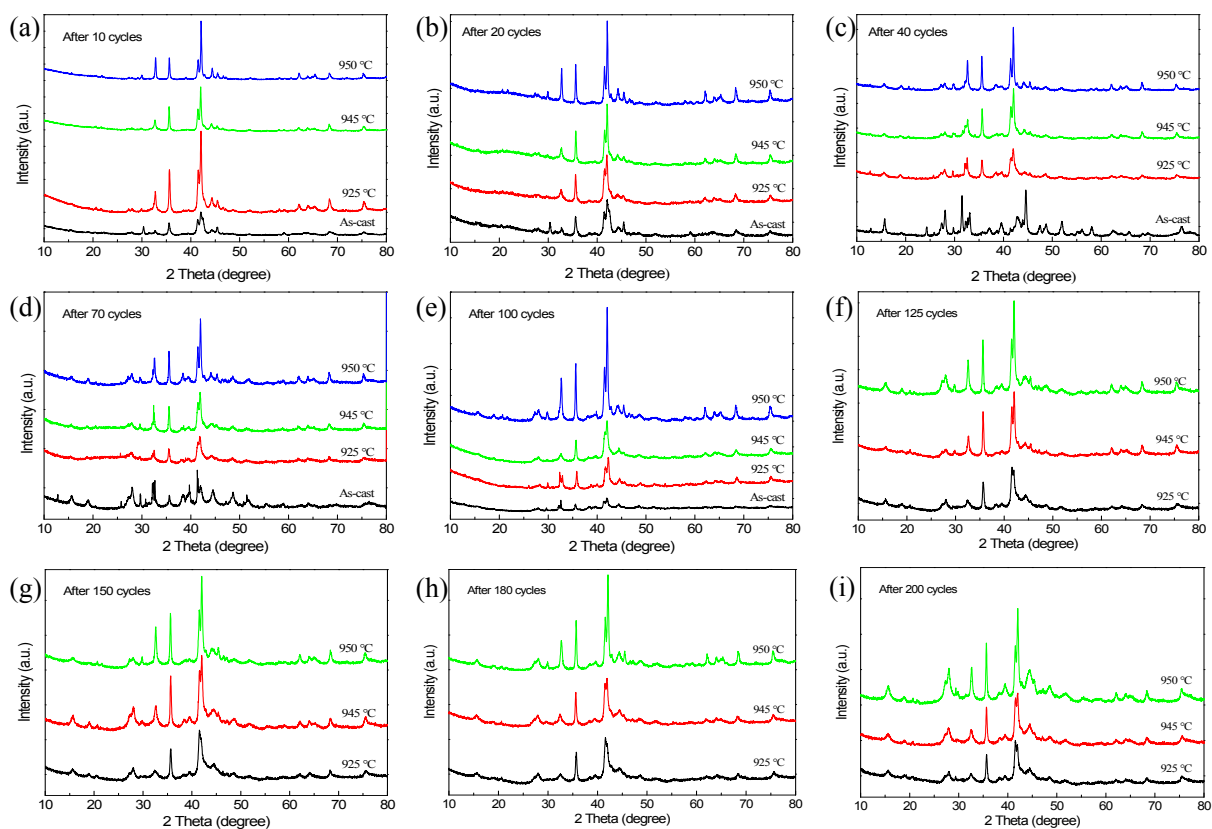 (a)
After 10 cycles
950 ℃
945 ℃
925 ℃
As-cast
Intensity (a.u.)
10 20 30 40 50 60 70 80
2 Theta (degree)
(b)
After 20 cycles
950 ℃
945 ℃
925 ℃
As-cast
Intensity (a.u.)
10 20 30 40 50 60 70 80
2 Theta (degree)
(c)
After 40 cycles
950 ℃
945 ℃
925 ℃
As-cast
Intensity (a.u.)
10 20 30 40 50 60 70 80
2 Theta (degree)
(d)
After 70 cycles
950 ℃
945 ℃
925 ℃
As-cast
Intensity (a.u.)
10 20 30 40 50 60 70 80
2 Theta (degree)
(e)
After 100 cycles
950 ℃
945 ℃
925 ℃
As-cast
Intensity (a.u.)
10 20 30 40 50 60 70 80
2 Theta (degree)
(f)
After 125 cycles
950 ℃
945 ℃
925 ℃
Intensity (a.u.)
10 20 30 40 50 60 70 80
2 Theta (degree)
(g)
After 150 cycles
950 ℃
945 ℃
925 ℃
Intensity (a.u.)
10 20 30 40 50 60 70 80
2 Theta (degree)
(h)
After 180 cycles
950 ℃
945 ℃
925 ℃
Intensity (a.u.)
10 20 30 40 50 60 70 80
2 Theta (degree)
(i)
After 200 cycles
950 ℃
945 ℃
925 ℃
Intensity (a.u.)
10 20 30 40 50 60 70 80
2 Theta (degree)